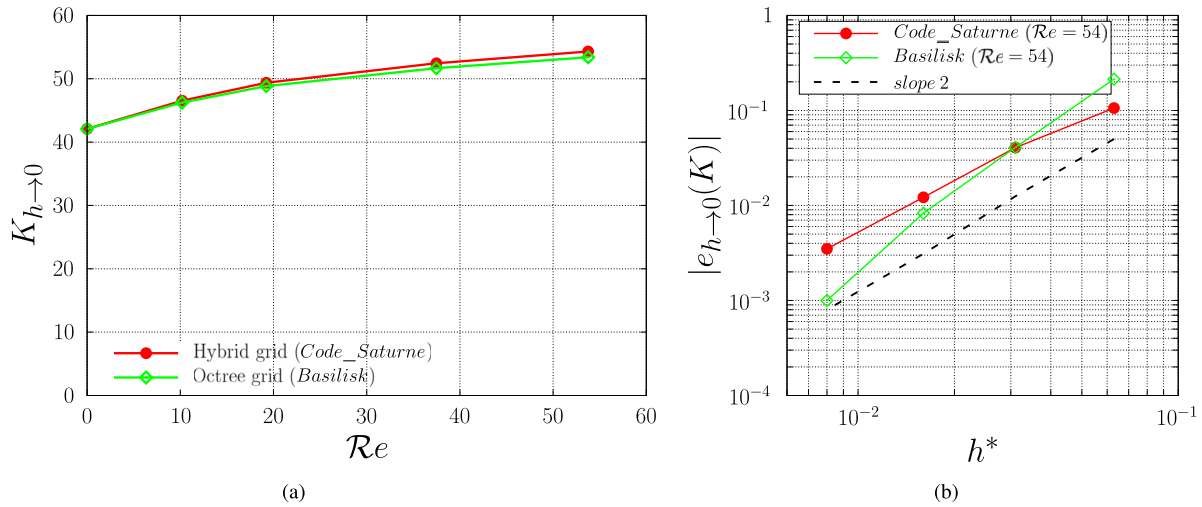 60
50
40
30
20
10
0
K_{h→0}
Hybrid grid (Code_Saturne)
Octree grid (Basilisk)
0 10 20 30 40 50 60
ℛe
(a)
1
10⁻¹
10⁻²
10⁻³
10⁻⁴
|e_{h→0}(K)|
Code_Saturne (ℛe = 54)
Basilisk (ℛe = 54)
slope 2
10⁻² 10⁻¹
h*
(b)